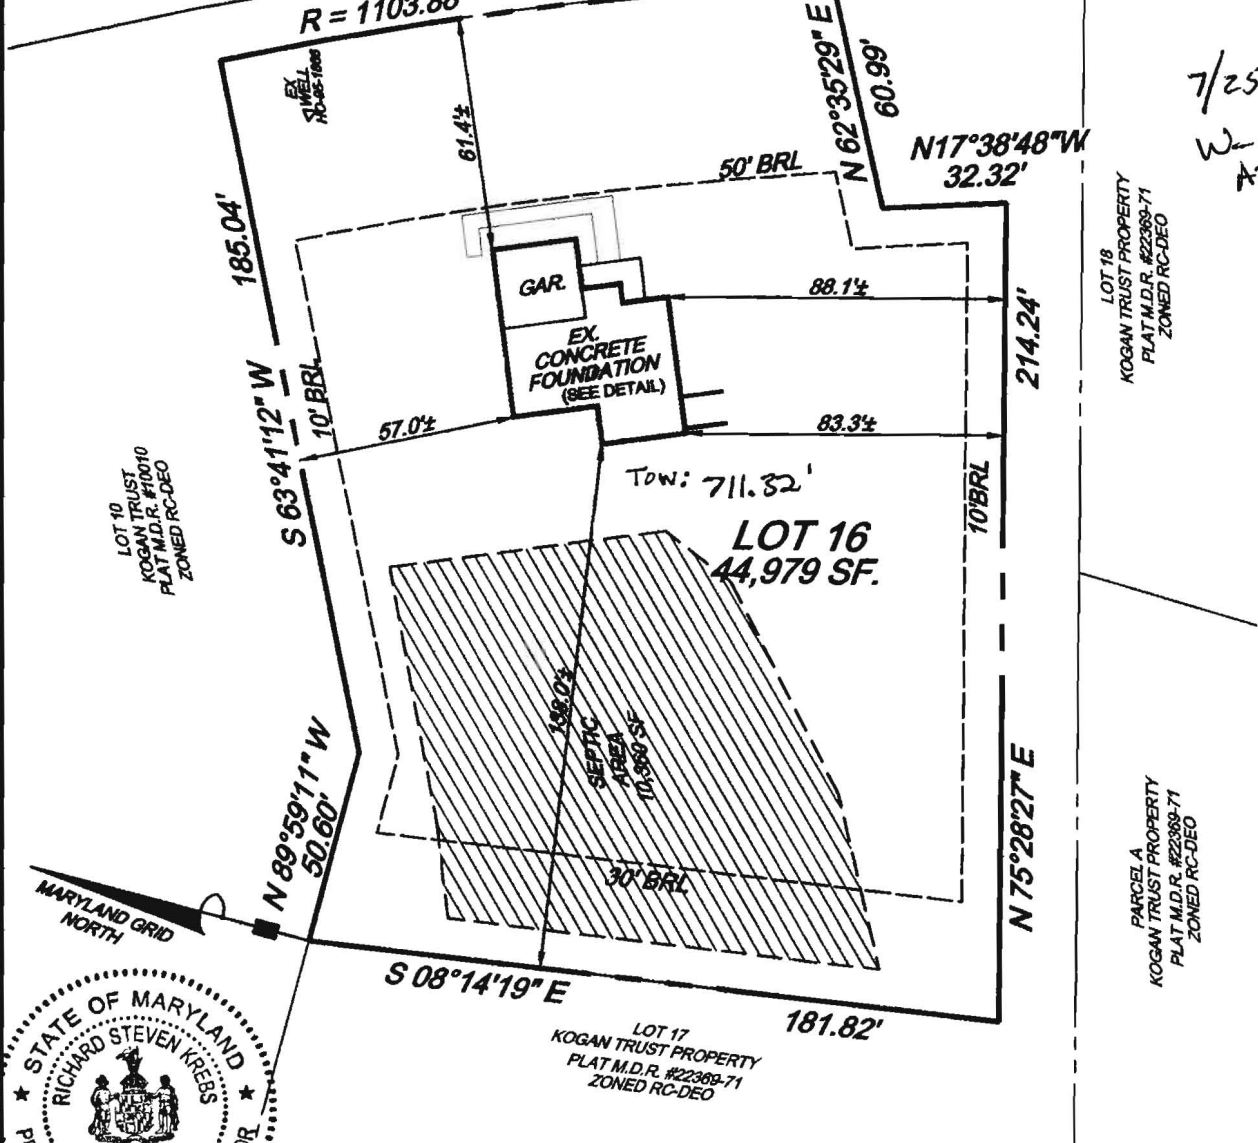 R = 1103.88'
EX
WELL
N 62°35'29" E
60.99'
7/25
W-
N17°38'48"W
32.32'
50' BRL
61.4'±
185.04'
LOT 18
KOGAN TRUST PROPERTY
PLAT M.D.R. #22369-71
ZONED RC-DEO
GAR.
88.1'±
214.24'
EX.
CONCRETE
FOUNDATION
(SEE DETAIL)
10' BRL
S 63°41'12" W
57.0'±
83.3'±
LOT 10
KOGAN TRUST
PLAT M.D.R. #10010
ZONED RC-DEO
TOW: 711.32'
10'BRL
LOT 16
44,979 SF.
SEPTIC
AREA
10,360 SF
N 89°59'11" W
50.60'
N 75°28'27" E
30' BRL
PARCEL A
KOGAN TRUST PROPERTY
PLAT M.D.R. #22369-71
ZONED RC-DEO
MARYLAND GRID
NORTH
S 08°14'19" E
181.82'
LOT 17
KOGAN TRUST PROPERTY
PLAT M.D.R. #22369-71
ZONED RC-DEO
STATE OF MARYLAND
RICHARD STEVEN KREBS